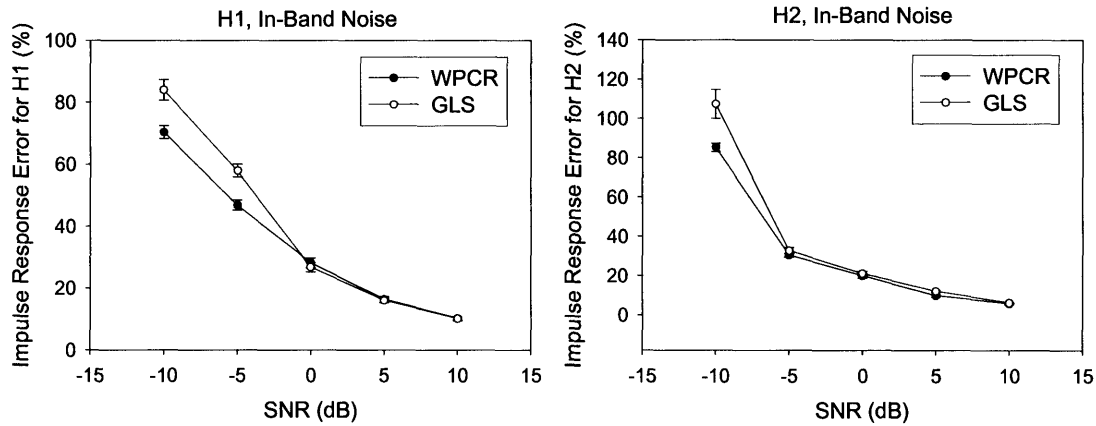 H1, In-Band Noise
Impulse Response Error for H1 (%)
100
80
60
40
20
0
WPCR
GLS
-15
-10
-5
0
5
10
15
SNR (dB)
H2, In-Band Noise
Impulse Response Error for H2 (%)
140
120
100
80
60
40
20
0
WPCR
GLS
-15
-10
-5
0
5
10
15
SNR (dB)